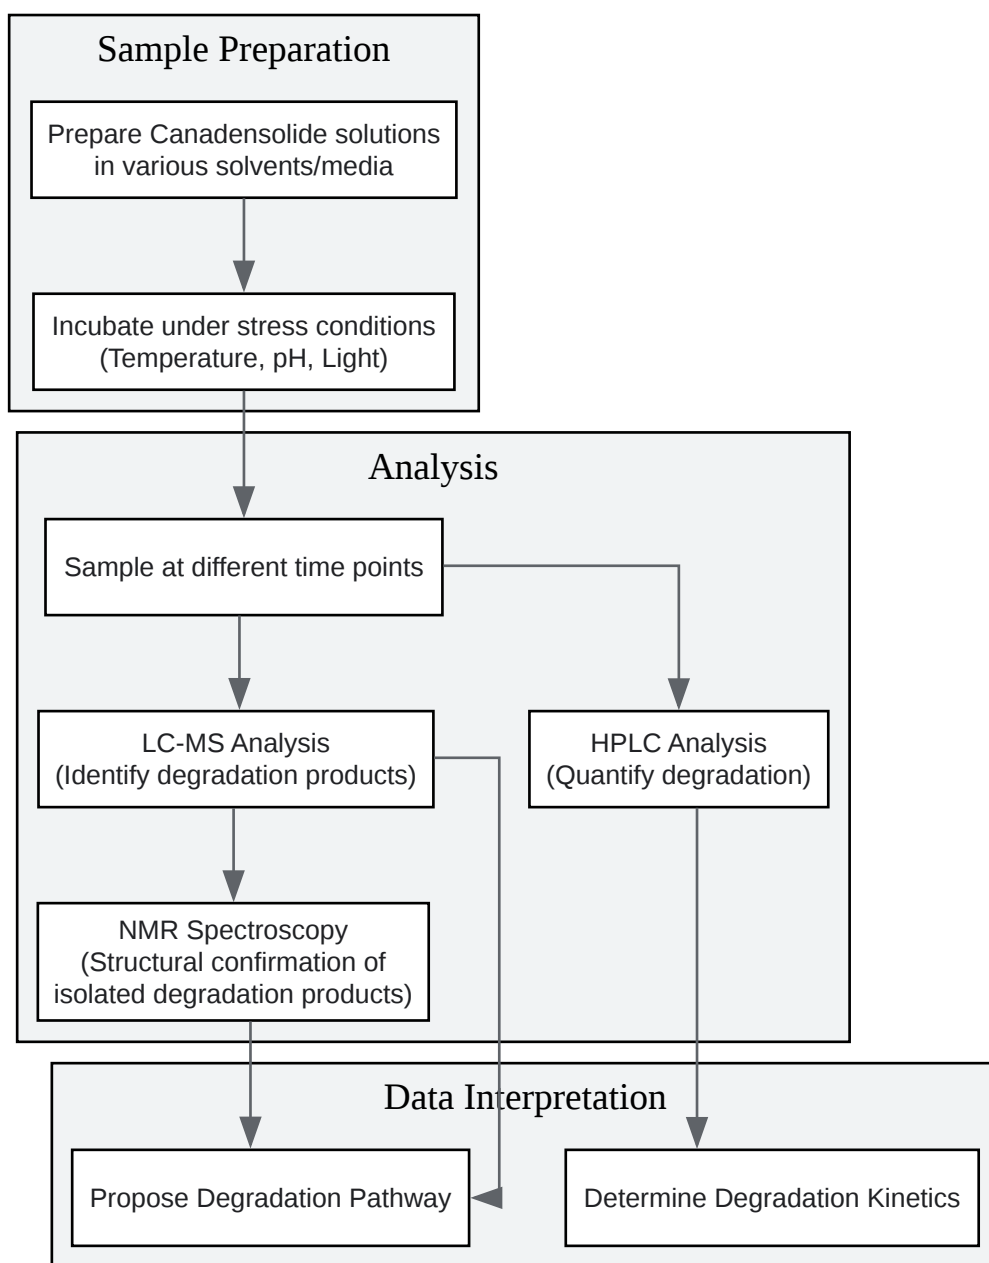 Sample Preparation
Prepare Canadensolide solutions
in various solvents/media
Incubate under stress conditions
(Temperature, pH, Light)
Analysis
Sample at different time points
LC-MS Analysis
(Identify degradation products)
HPLC Analysis
(Quantify degradation)
NMR Spectroscopy
(Structural confirmation of
isolated degradation products)
Data Interpretation
Propose Degradation Pathway
Determine Degradation Kinetics